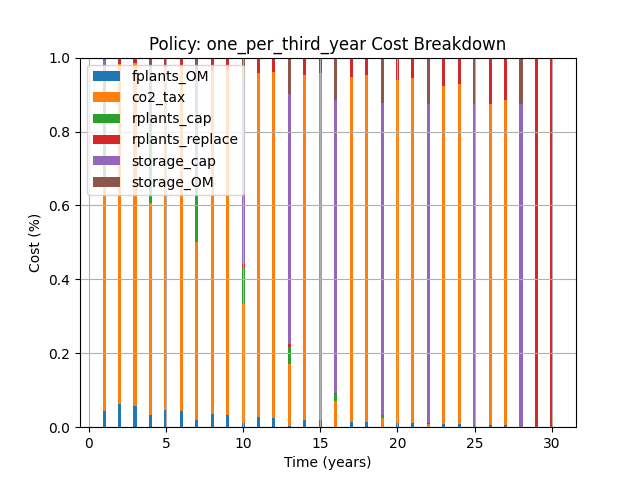 Policy: one_per_third_year Cost Breakdown
fplants_OM
co2_tax
rplants_cap
rplants_replace
storage_cap
storage_OM
1.0
0.8
0.6
0.4
0.2
0.0
Cost (%)
0 5 10 15 20 25 30
Time (years)